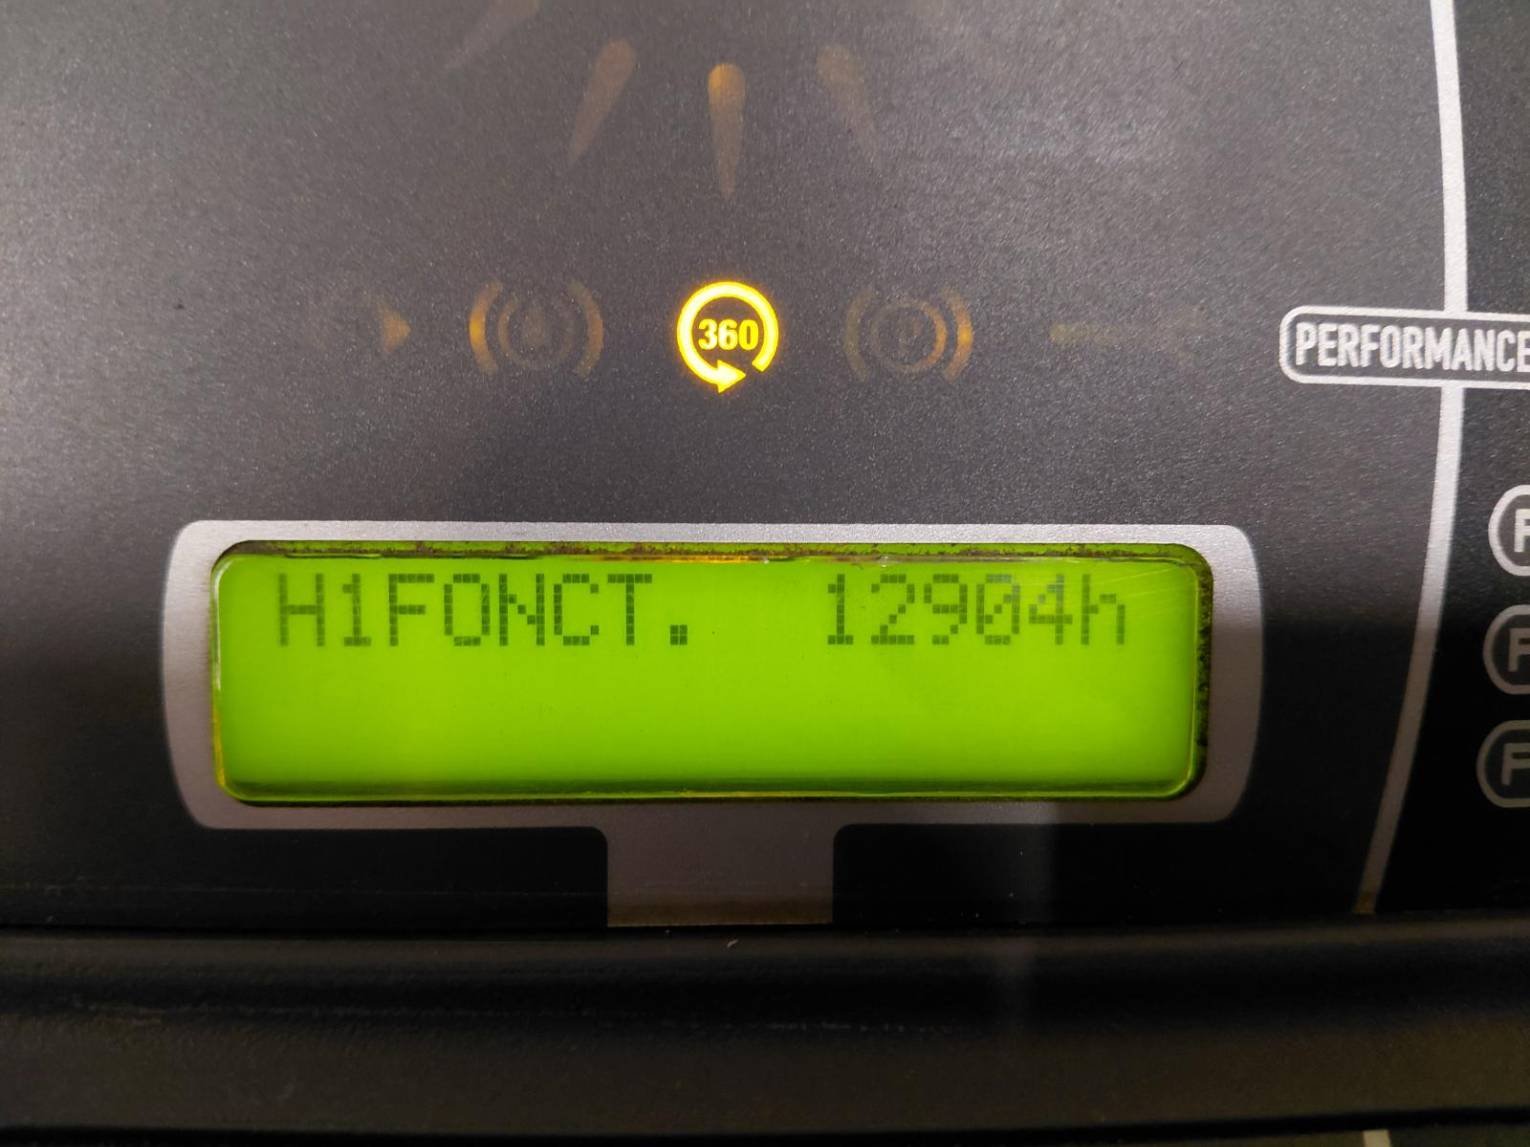 360
PERFORMANCE
H1FONCT. 12904h
F
F
F